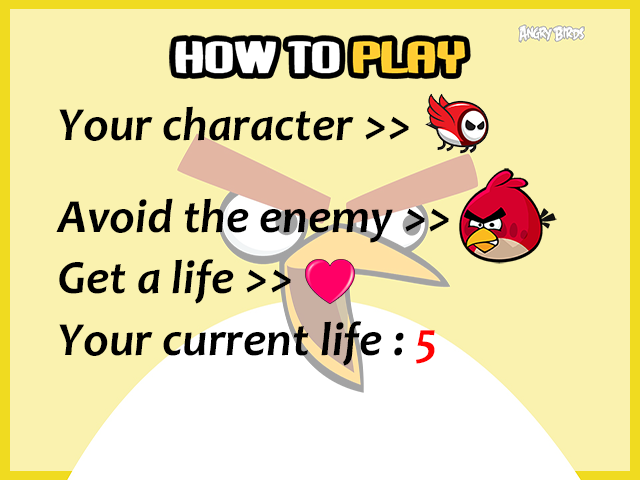 ANGRY BIRDS
HOW TO PLAY
Your character >>
Avoid the enemy >>
Get a life >>
Your current life : 5